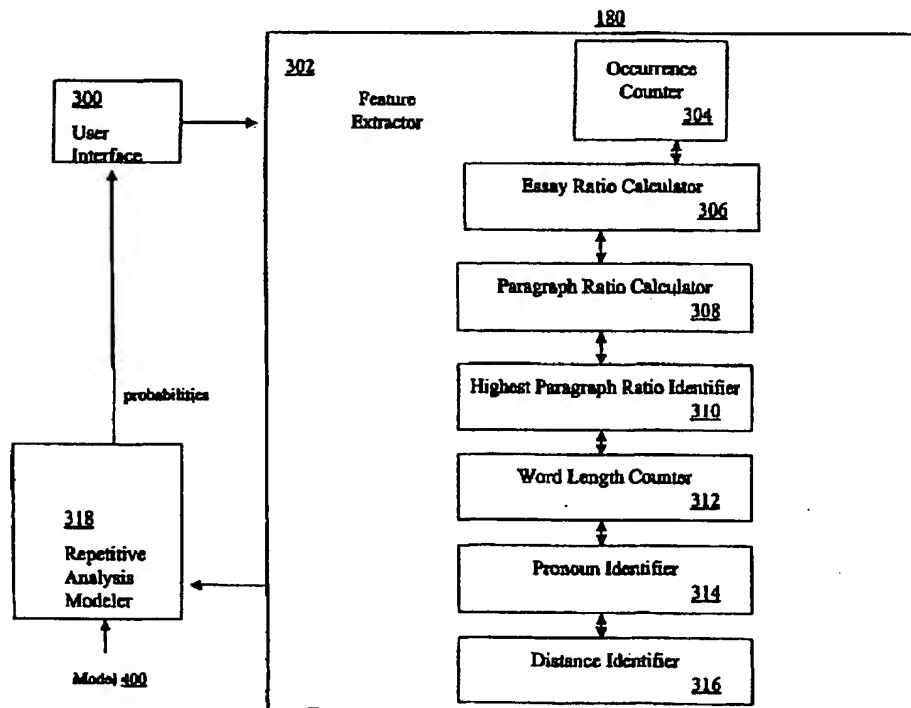 180
302
Feature
Extractor
Occurrence
Counter
304
300
User
Interface
Essay Ratio Calculator
306
Paragraph Ratio Calculator
308
Highest Paragraph Ratio Identifier
310
probabilities
Word Length Counter
312
318
Repetitive
Analysis
Modeler
Pronoun Identifier
314
Distance Identifier
316
Model 400